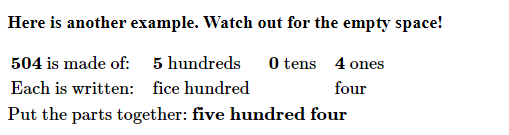 Here is another example. Watch out for the empty space!
504 is made of: 5 hundreds 0 tens 4 ones
Each is written: fice hundred four
Put the parts together: five hundred four